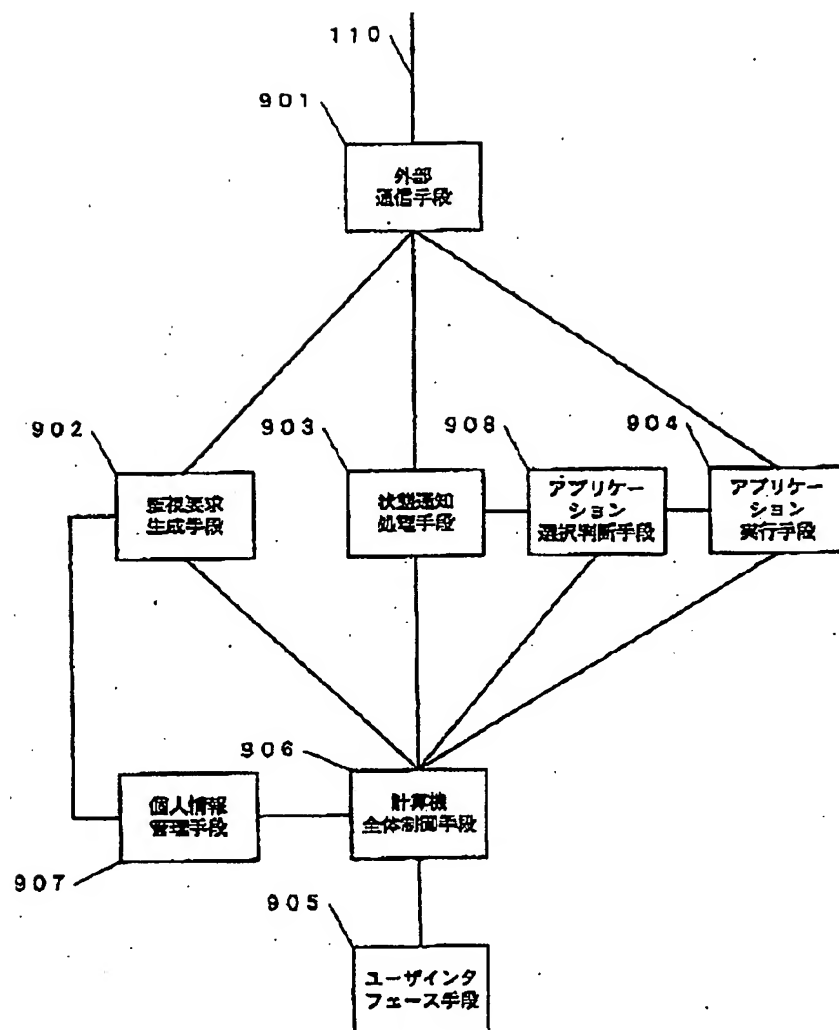 110
901
外部
通信手段
902
903
908
904
監視要求
生成手段
状態通知
処理手段
アプリケー
ション
選択判断手段
アプリケー
ション
実行手段
906
個人情報
管理手段
計算機
全体制御手段
907
905
ユーザインタ
フェース手段